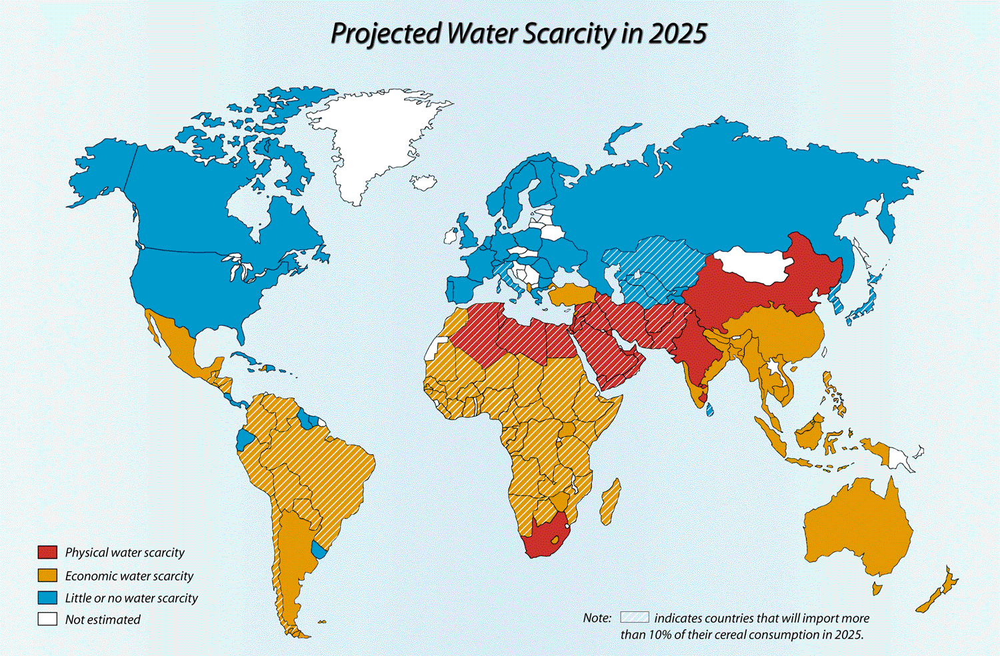 Projected Water Scarcity in 2025
Physical water scarcity
Economic water scarcity
Little or no water scarcity
Not estimated
Note: indicates countries that will import more
than 10% of their cereal consumption in 2025.